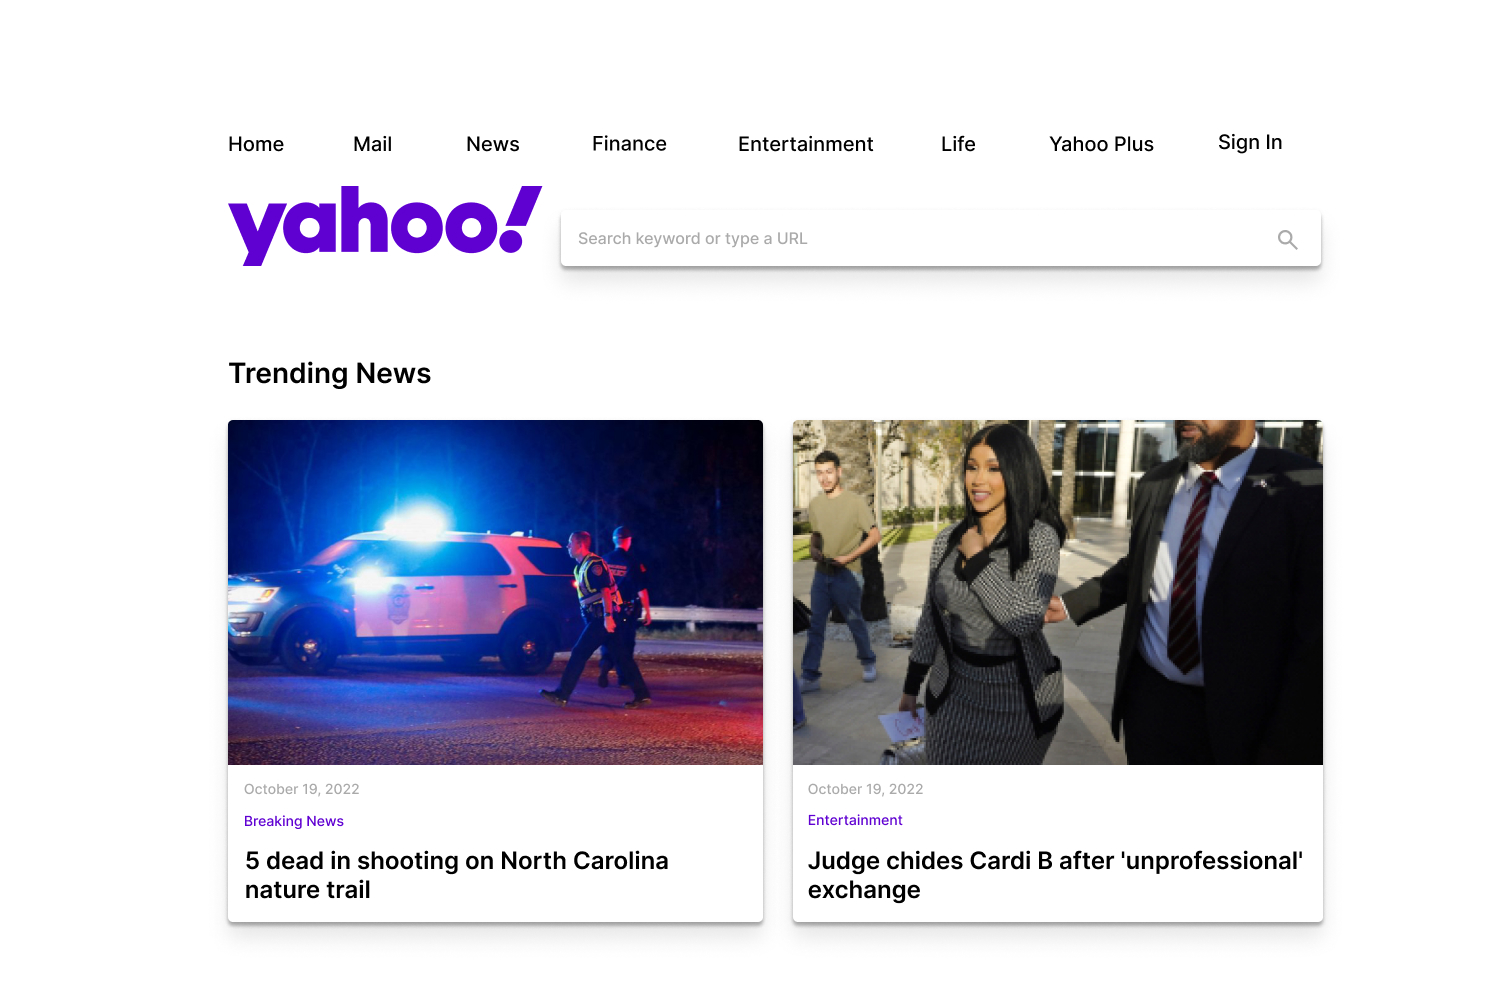 Home Mail News Finance Entertainment Life Yahoo Plus Sign In
yahoo!
Search keyword or type a URL
Trending News
October 19, 2022
Breaking News
5 dead in shooting on North Carolina
nature trail
October 19, 2022
Entertainment
Judge chides Cardi B after 'unprofessional'
exchange